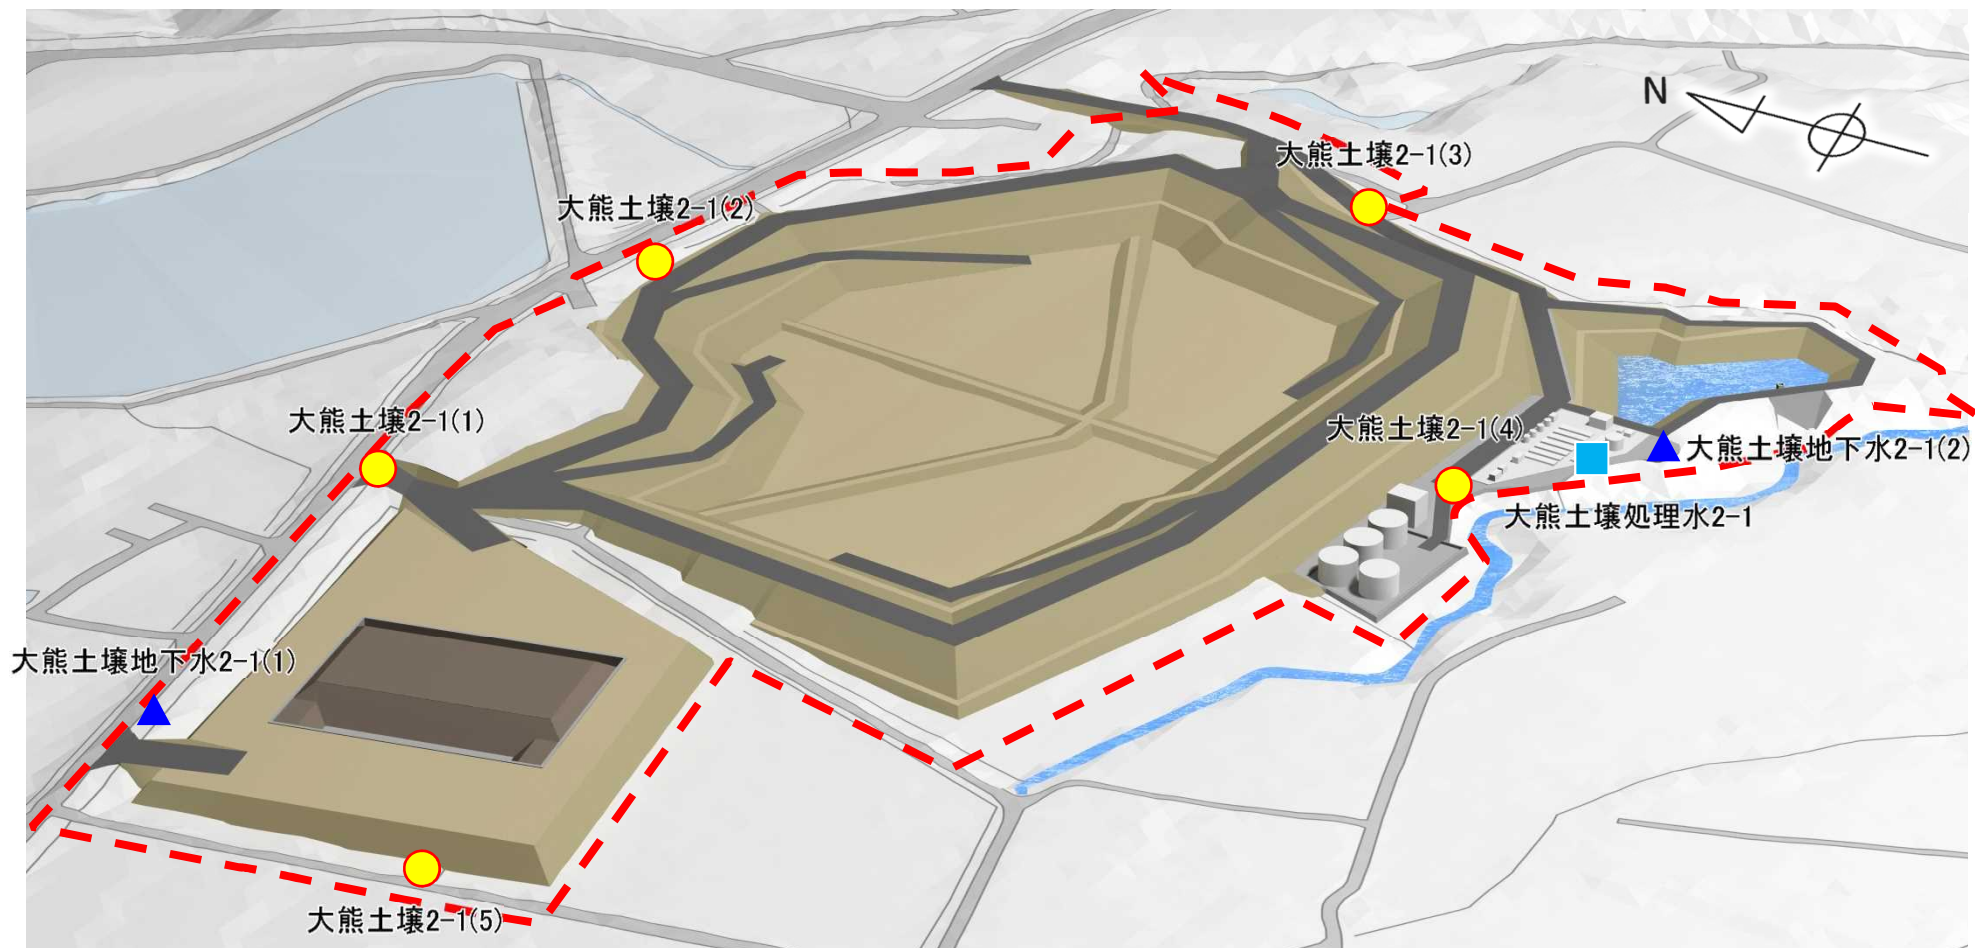 N
大熊土壌2-1(3)
大熊土壌2-1(2)
大熊土壌2-1(1)
大熊土壌2-1(4)
大熊土壌地下水2-1(2)
大熊土壌処理水2-1
大熊土壌地下水2-1(1)
大熊土壌2-1(5)